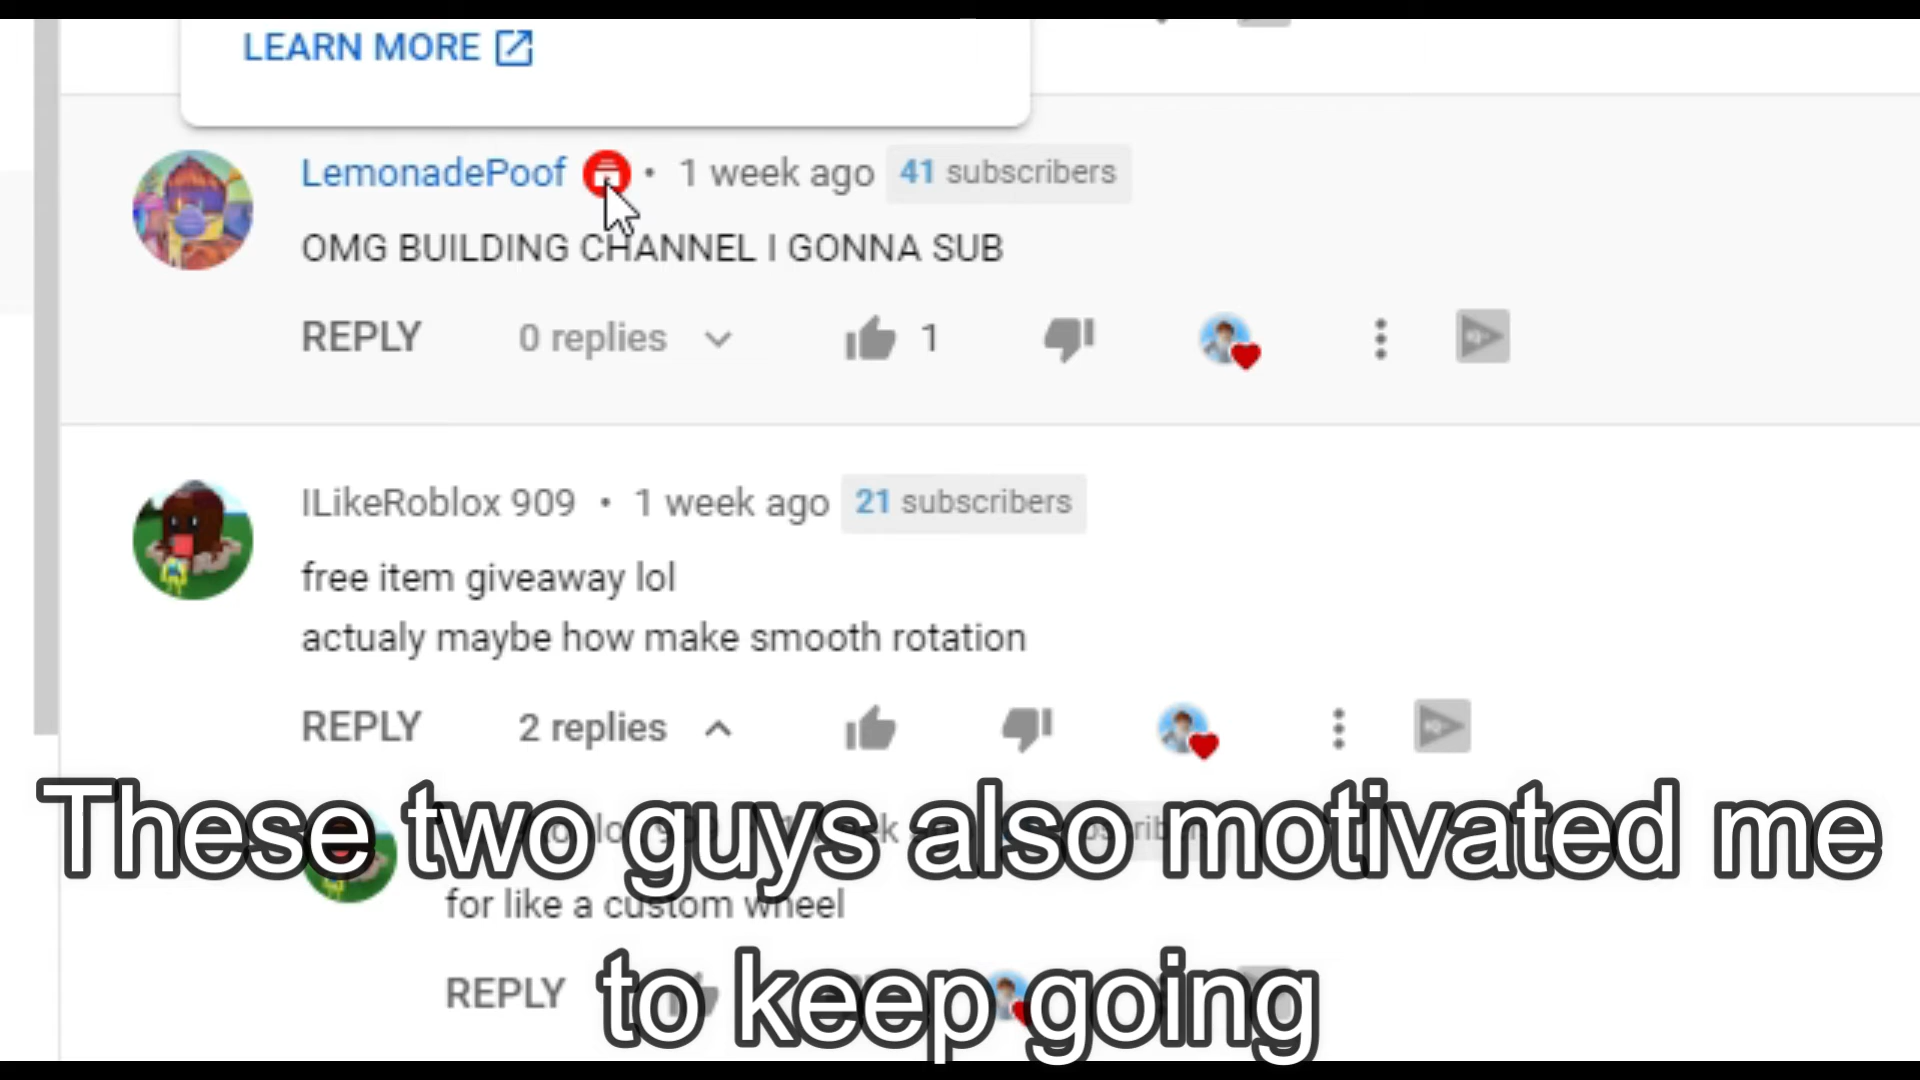 LEARN MORE
LemonadePoof • 1 week ago 41 subscribers
OMG BUILDING CHANNEL I GONNA SUB
REPLY 0 replies 1
ILikeRoblox 909 • 1 week ago 21 subscribers
free item giveaway lol
actualy maybe how make smooth rotation
REPLY 2 replies
These two guys also motivated me
for like a custom wheel
REPLY
to keep going